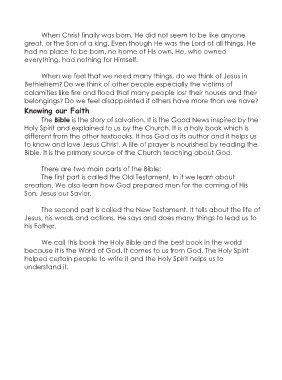 When Christ finally was born, He did not seem to be like anyone
great, or the Son of a king. Even though He was the Lord of all things, He
had no place to be born, no home of His own. He, who owned
everything, had nothing for Himself.
When we feel that we need many things, do we think of Jesus in
Bethlehem? Do we think of other people especially the victims of
calamities like fire and flood that many people lost their houses and their
belongings? Do we feel disappointed if others have more than we have?
Knowing our Faith
The Bible is the story of salvation. It is the Good News inspired by the
Holy Spirit and explained to us by the Church. It is a holy book which is
different from the other textbooks. It has God as its author and it helps us
to know and love Jesus Christ. A life of prayer is nourished by reading the
Bible. It is the primary source of the Church teaching about God.
There are two main parts of the Bible:
The first part is called the Old Testament. In it we learn about
creation. We also learn how God prepared men for the coming of His
Son, Jesus our Savior.
The second part is called the New Testament. It tells about the life of
Jesus, his words and actions. He says and does many things to lead us to
his Father.
We call this book the Holy Bible and the best book in the world
because it is the Word of God. It comes to us from God. The Holy Spirit
helped certain people to write it and the Holy Spirit helps us to
understand it.